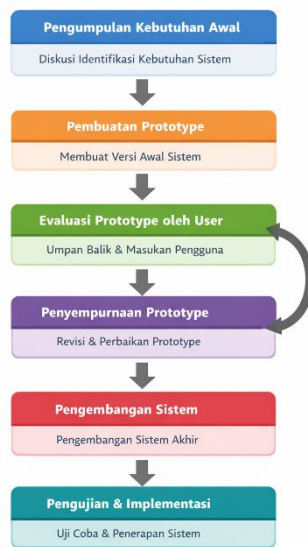 Pengumpulan Kebutuhan Awal
Diskusi Identifikasi Kebutuhan Sistem
Pembuatan Prototype
Membuat Versi Awal Sistem
Evaluasi Prototype oleh User
Umpan Balik & Masukan Pengguna
Penyempurnaan Prototype
Revisi & Perbaikan Prototype
Pengembangan Sistem
Pengembangan Sistem Akhir
Pengujian & Implementasi
Uji Coba & Penerapan Sistem